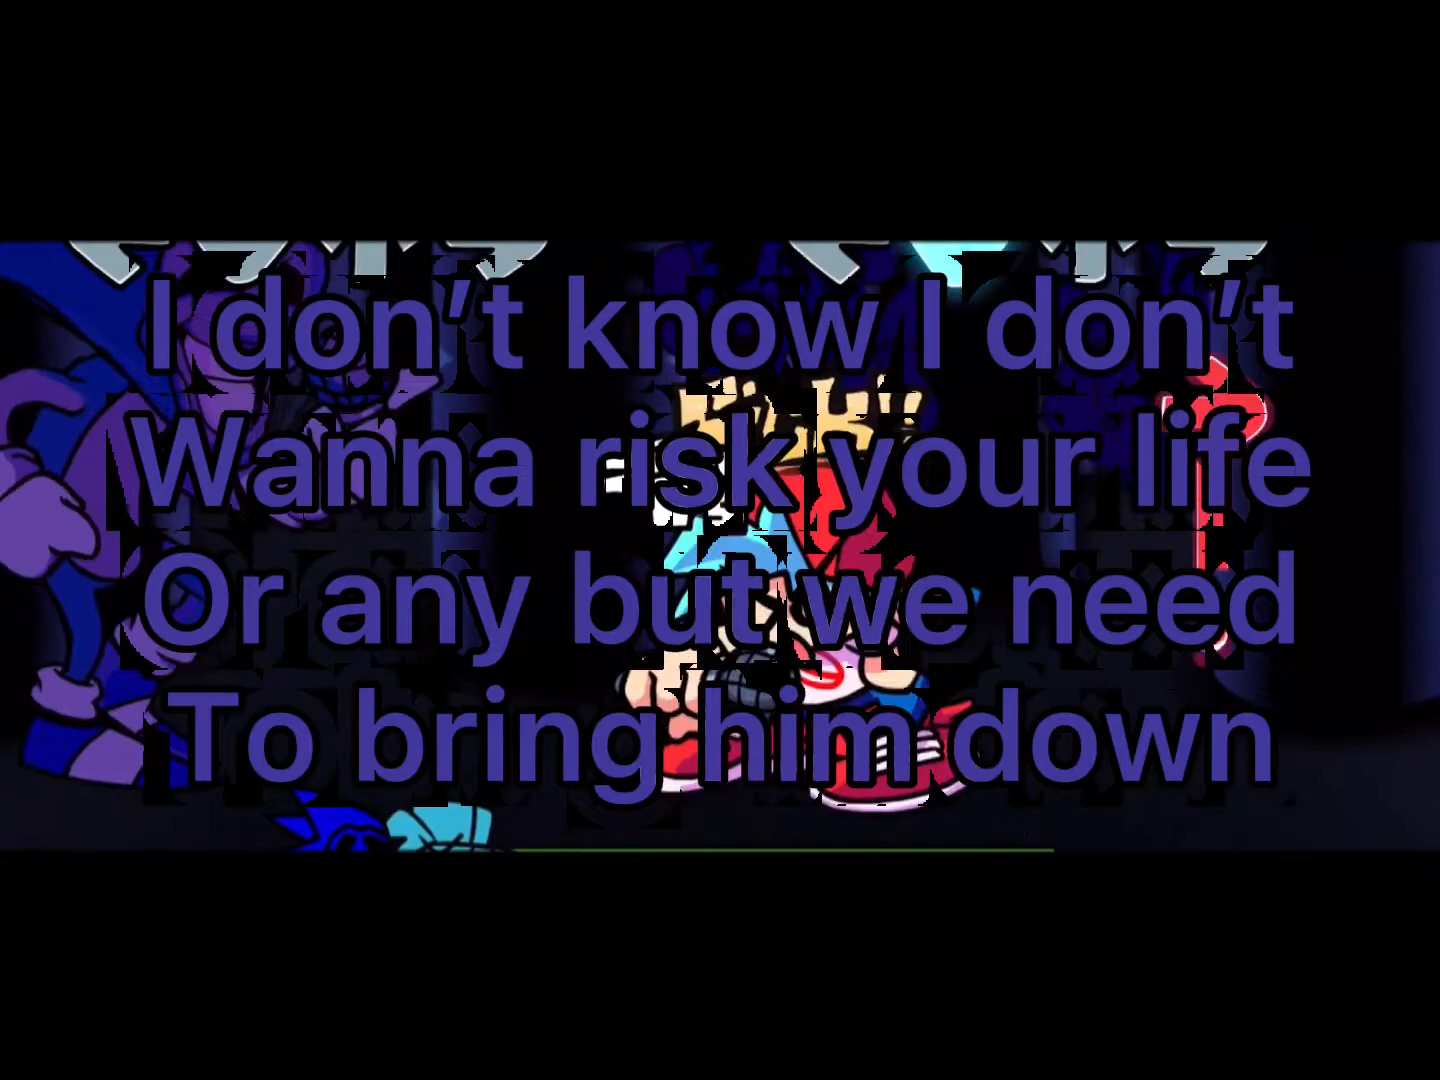 I don’t know I don’t
Wanna risk your life
Or any but we need
To bring him down